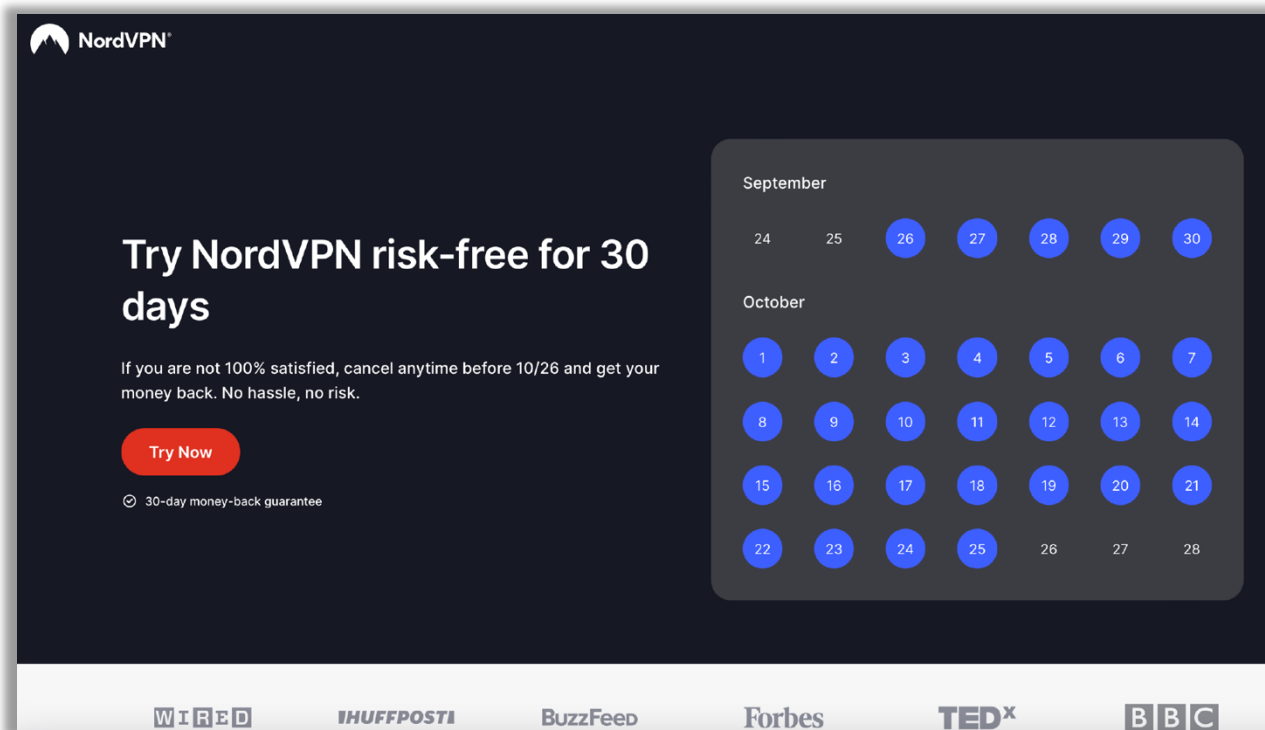 NordVPN®
Try NordVPN risk-free for 30
days
If you are not 100% satisfied, cancel anytime before 10/26 and get your
money back. No hassle, no risk.
Try Now
30-day money-back guarantee
September
24 25 26 27 28 29 30
October
1 2 3 4 5 6 7
8 9 10 11 12 13 14
15 16 17 18 19 20 21
22 23 24 25 26 27 28
WIRED IHUFFPOSTI BuzzFeeD Forbes TEDx BBC